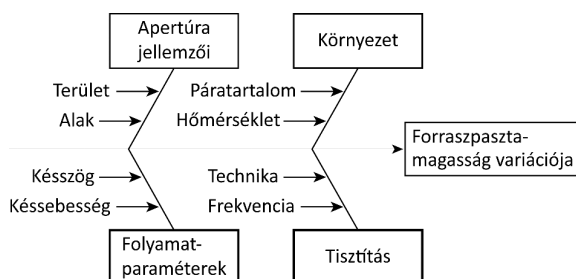 Apertúra
jellemzői
Környezet
Terület
Alak
Páratartalom
Hőmérséklet
Forraszpaszta-
magasság variációja
Késszög
Késsebesség
Technika
Frekvencia
Folyamat-
paraméterek
Tisztítás